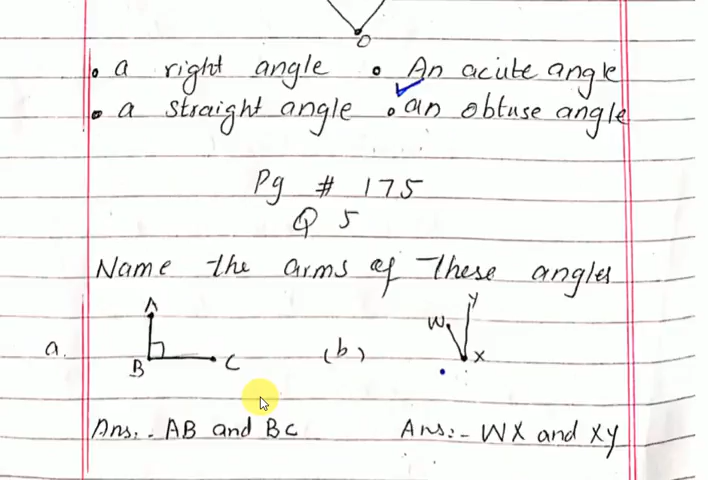 O
• a right angle • An acute angle
• a straight angle • an obtuse angle
Pg # 175
Q 5
Name the arms of These angles
A
Y
W
a.
B
C
(b)
X
Ans:- AB and BC
Ans:- WX and XY